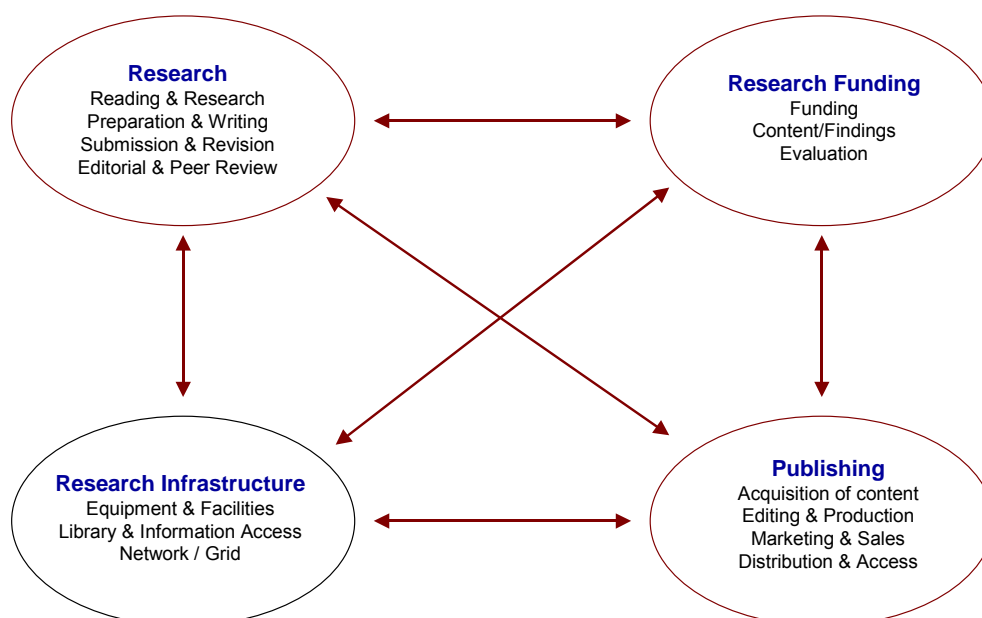 Research
Reading & Research
Preparation & Writing
Submission & Revision
Editorial & Peer Review
Research Funding
Funding
Content/Findings
Evaluation
Research Infrastructure
Equipment & Facilities
Library & Information Access
Network / Grid
Publishing
Acquisition of content
Editing & Production
Marketing & Sales
Distribution & Access